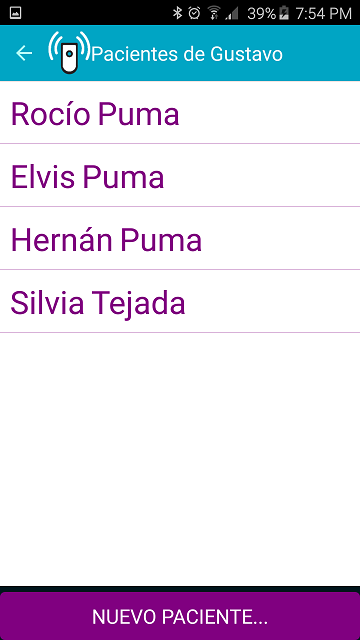 39% 7:54 PM
Pacientes de Gustavo
Rocío Puma
Elvis Puma
Hernán Puma
Silvia Tejada
NUEVO PACIENTE...